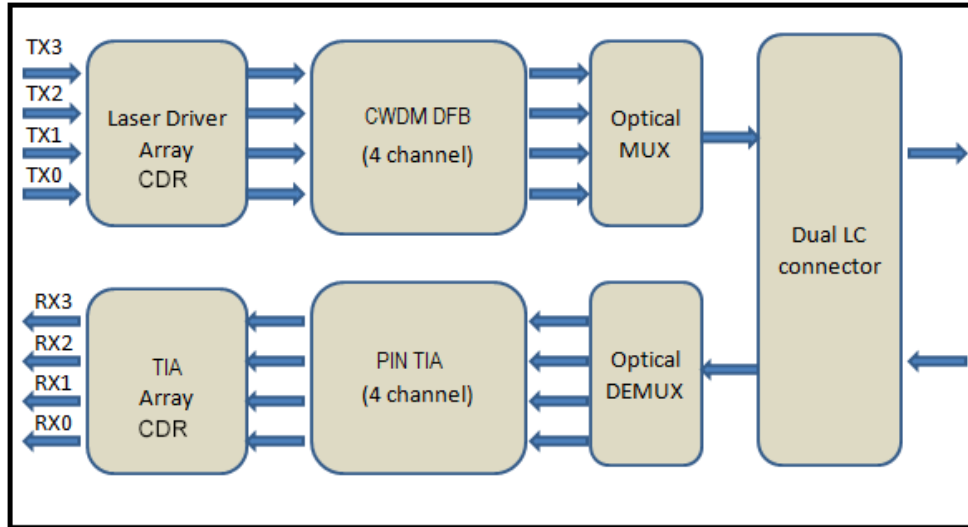 TX3
TX2
TX1
TX0
Laser Driver
Array
CDR
CWDM DFB
(4 channel)
Optical
MUX
Dual LC
connector
RX3
RX2
RX1
RX0
TIA
Array
CDR
PIN TIA
(4 channel)
Optical
DEMUX